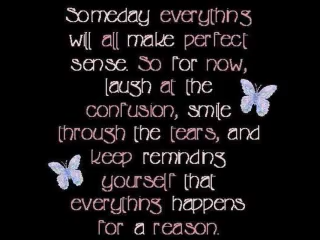 Someday everything
will all make perfect
sense. So for now,
laugh at the
confusion, smile
through the tears, and
keep reminding
yourself that
everything happens
for a reason.